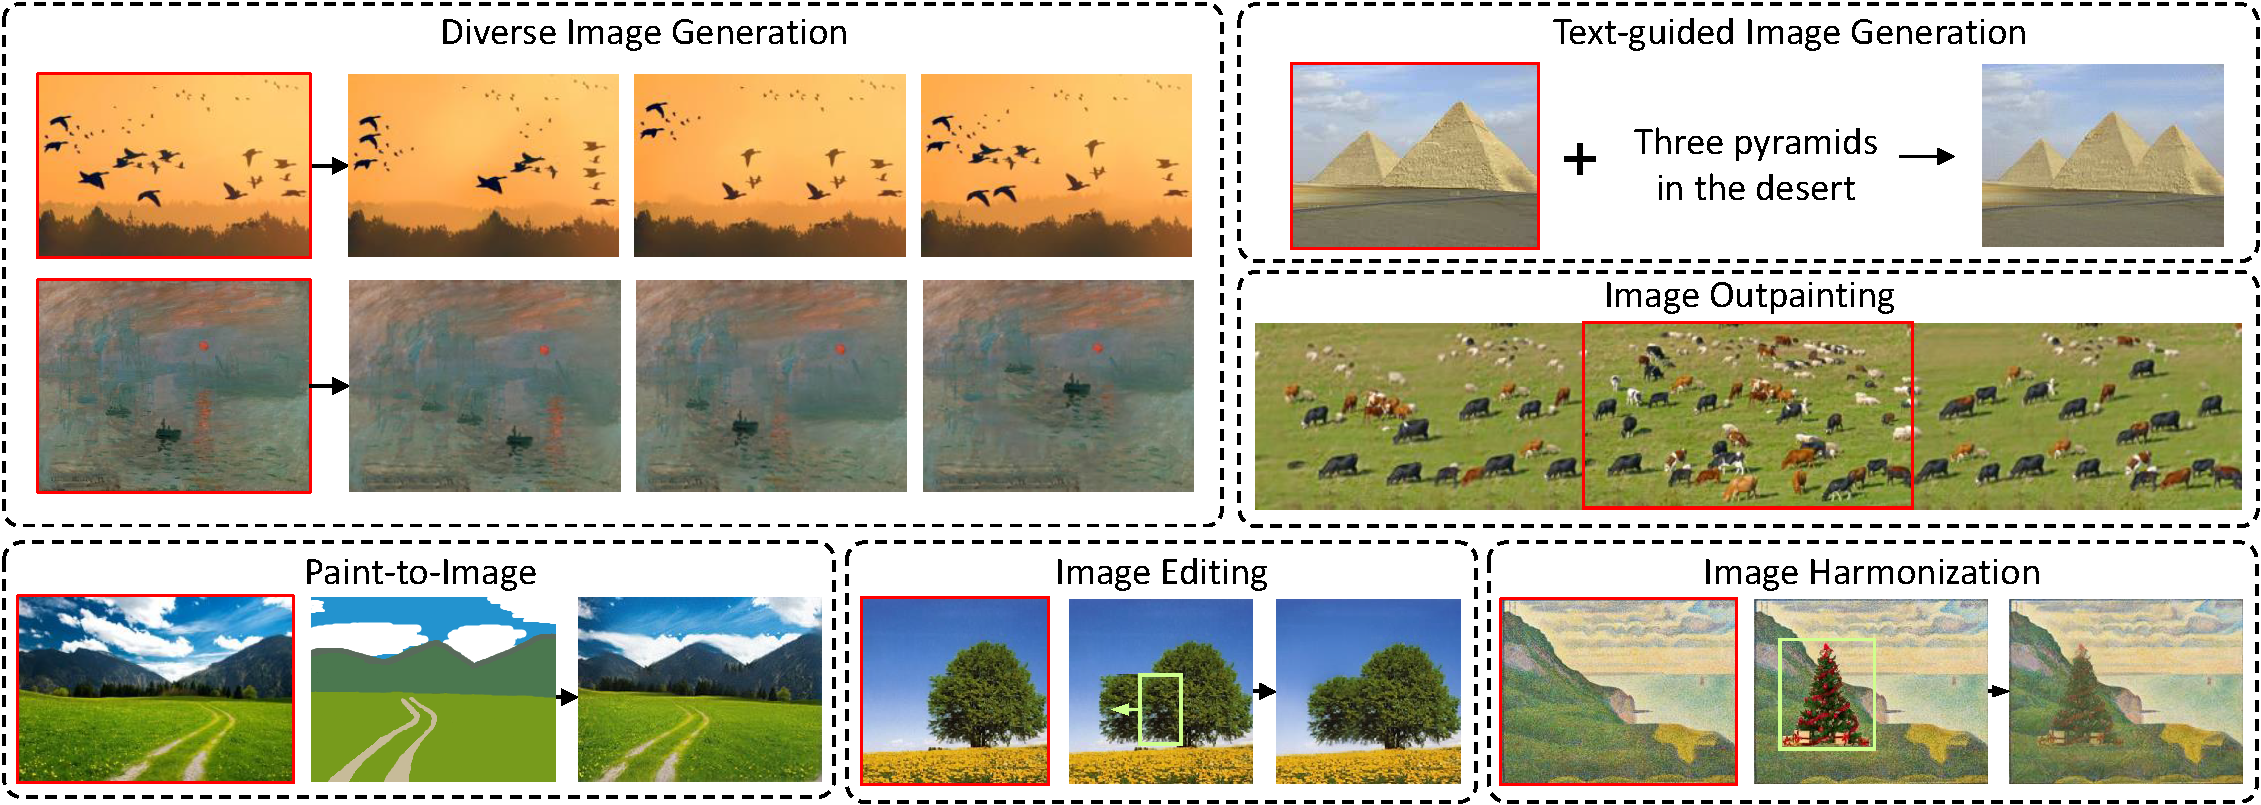 Diverse Image Generation
Text-guided Image Generation
+
Three pyramids
in the desert
Image Outpainting
Paint-to-Image
Image Editing
Image Harmonization